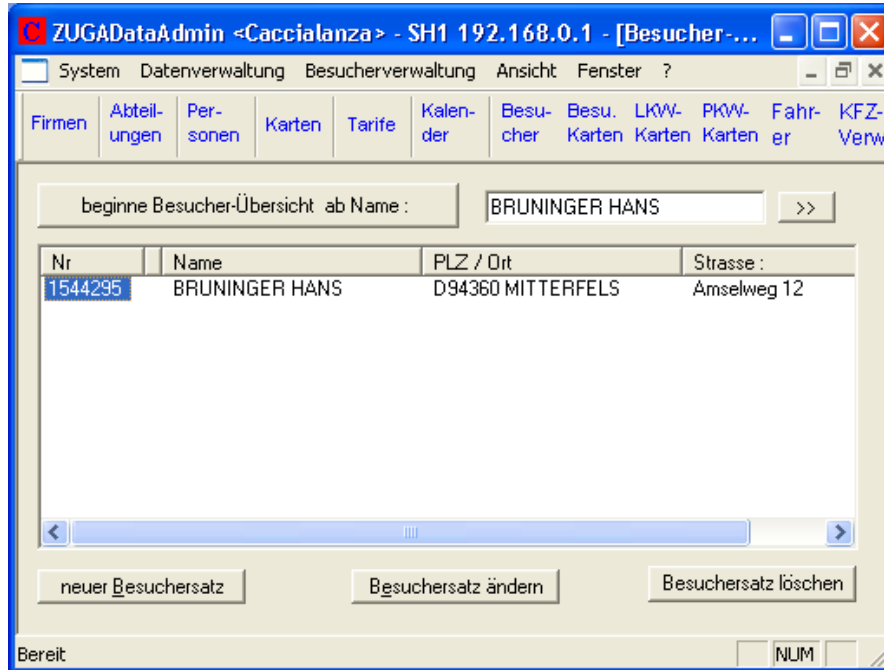 C ZUGADataAdmin <Caccialanza> - SH1 192.168.0.1 - [Besucher-...
System Datenverwaltung Besucherverwaltung Ansicht Fenster ?
Firmen Abteil- Per- Karten Tarife Kalen- Besu- Besu. LKW- PKW- Fahr- KFZ-
ungen sonen der cher Karten Karten Karten er Verw
beginne Besucher-Übersicht ab Name : BRUNINGER HANS >>
Nr Name PLZ / Ort Strasse :
1544295 BRUNINGER HANS D94360 MITTERFELS Amselweg 12
neuer Besuchersatz Besuchersatz ändern Besuchersatz löschen
Bereit NUM